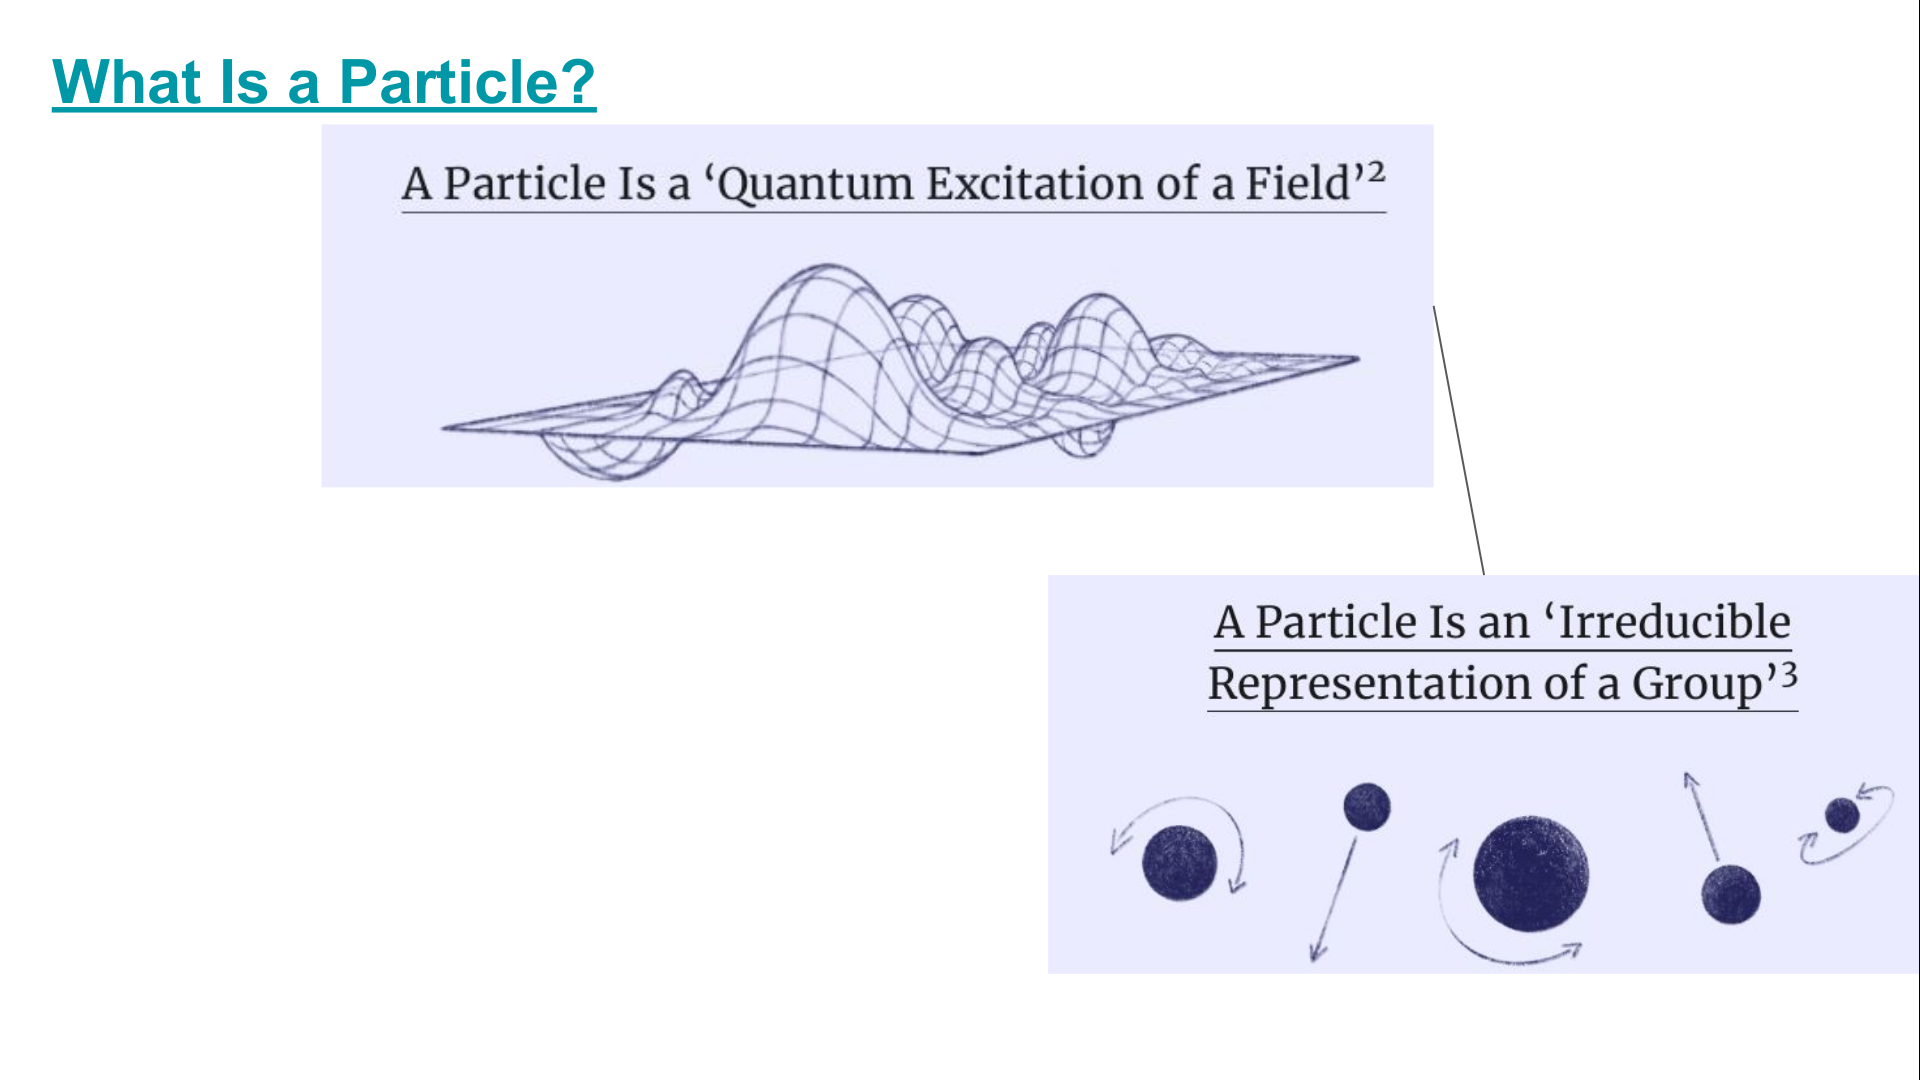 What Is a Particle?
A Particle Is a ‘Quantum Excitation of a Field’²
A Particle Is an ‘Irreducible
Representation of a Group’³